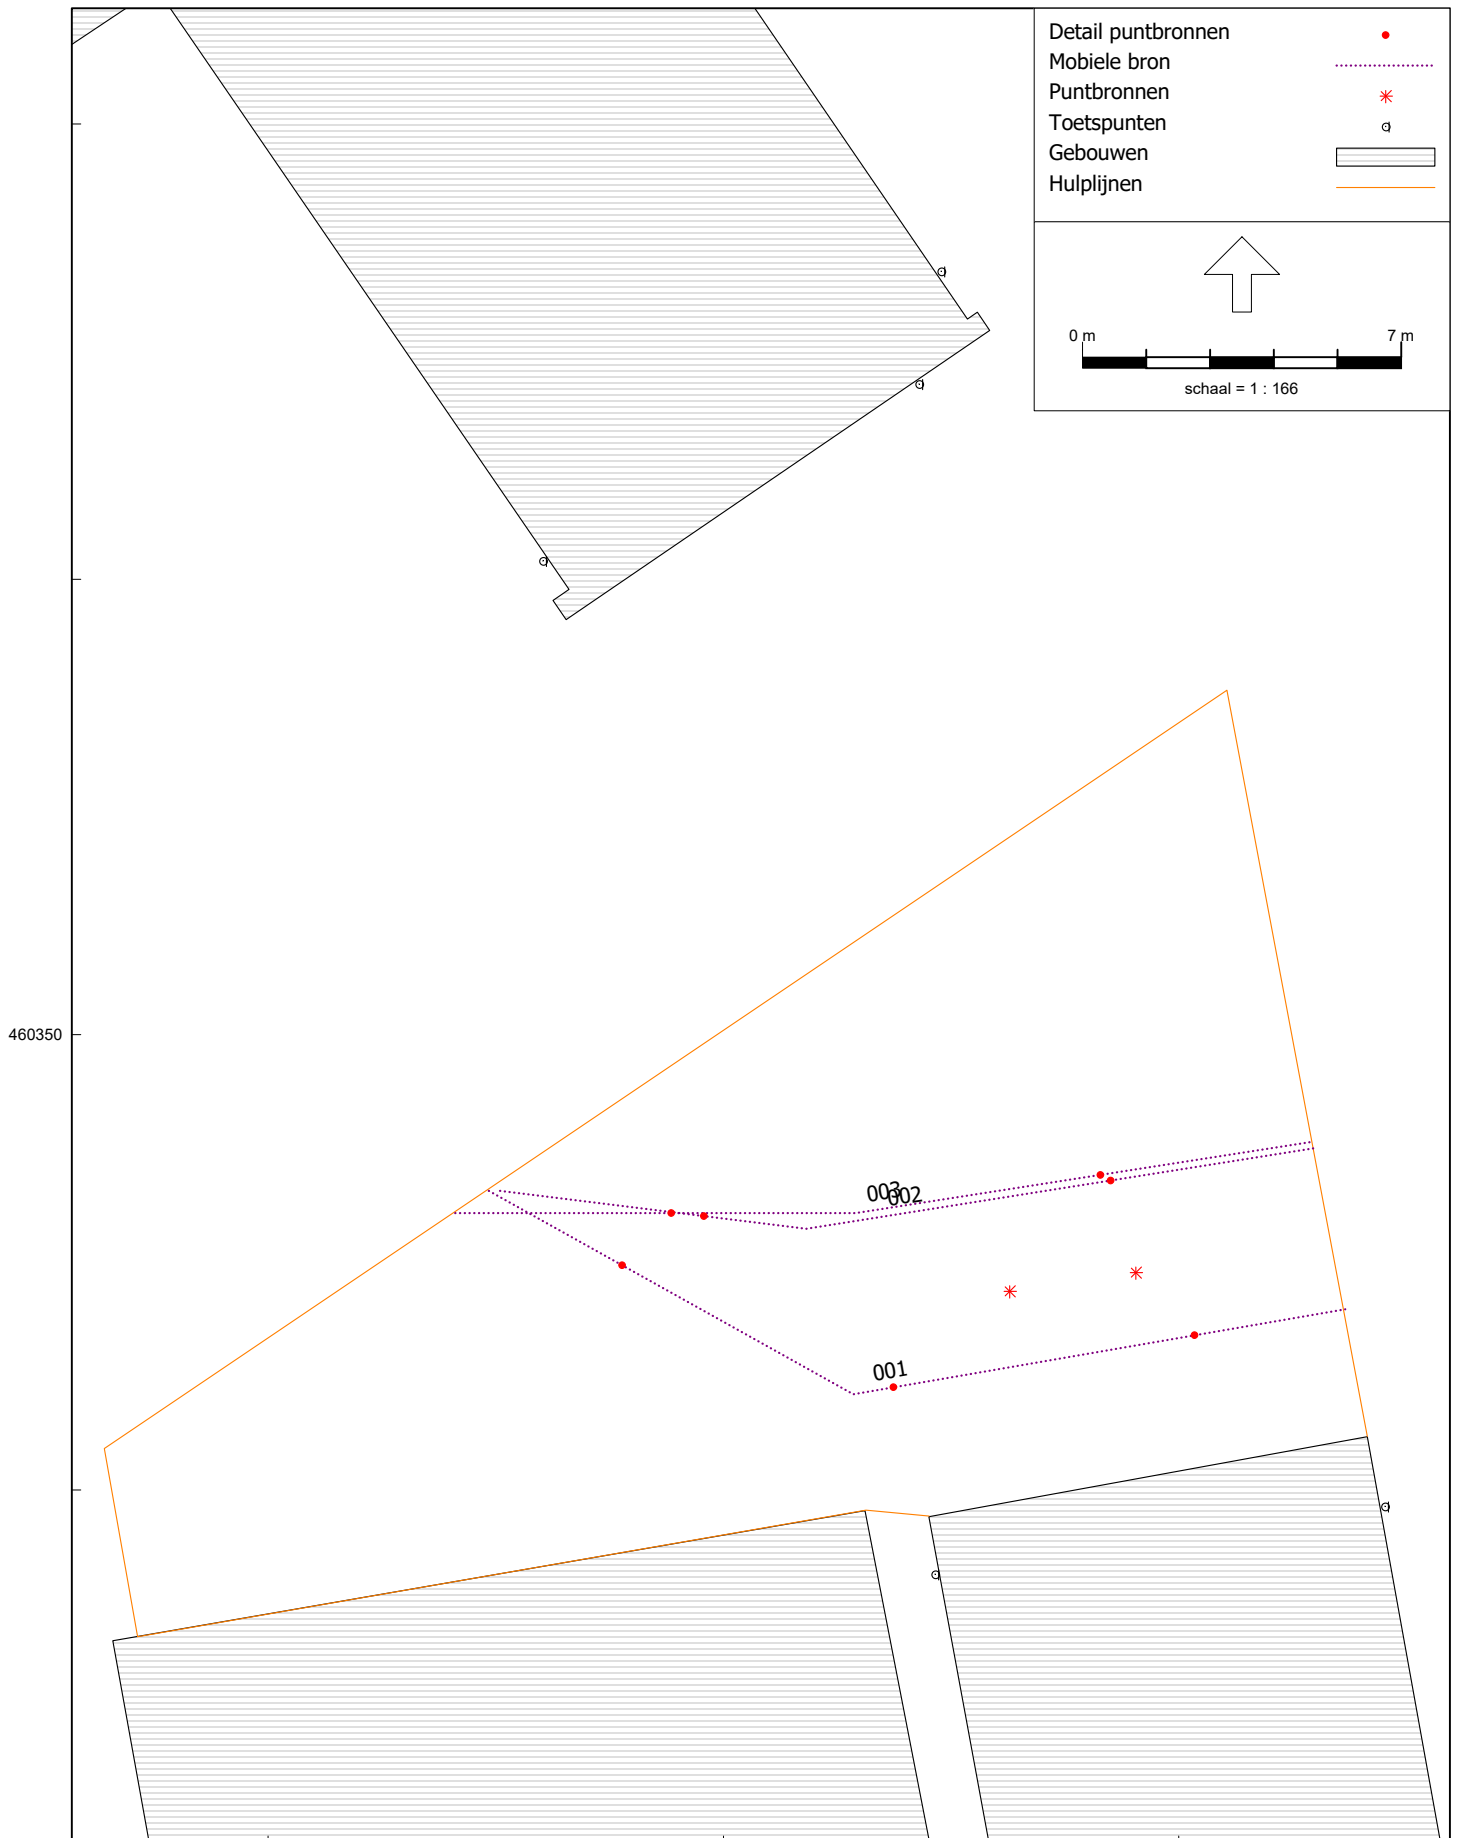 Detail puntbronnen
Mobiele bron
Puntbronnen
Toetspunten
Gebouwen
Hulplijnen
0 m 7 m
schaal = 1 : 166
460350
003
002
001